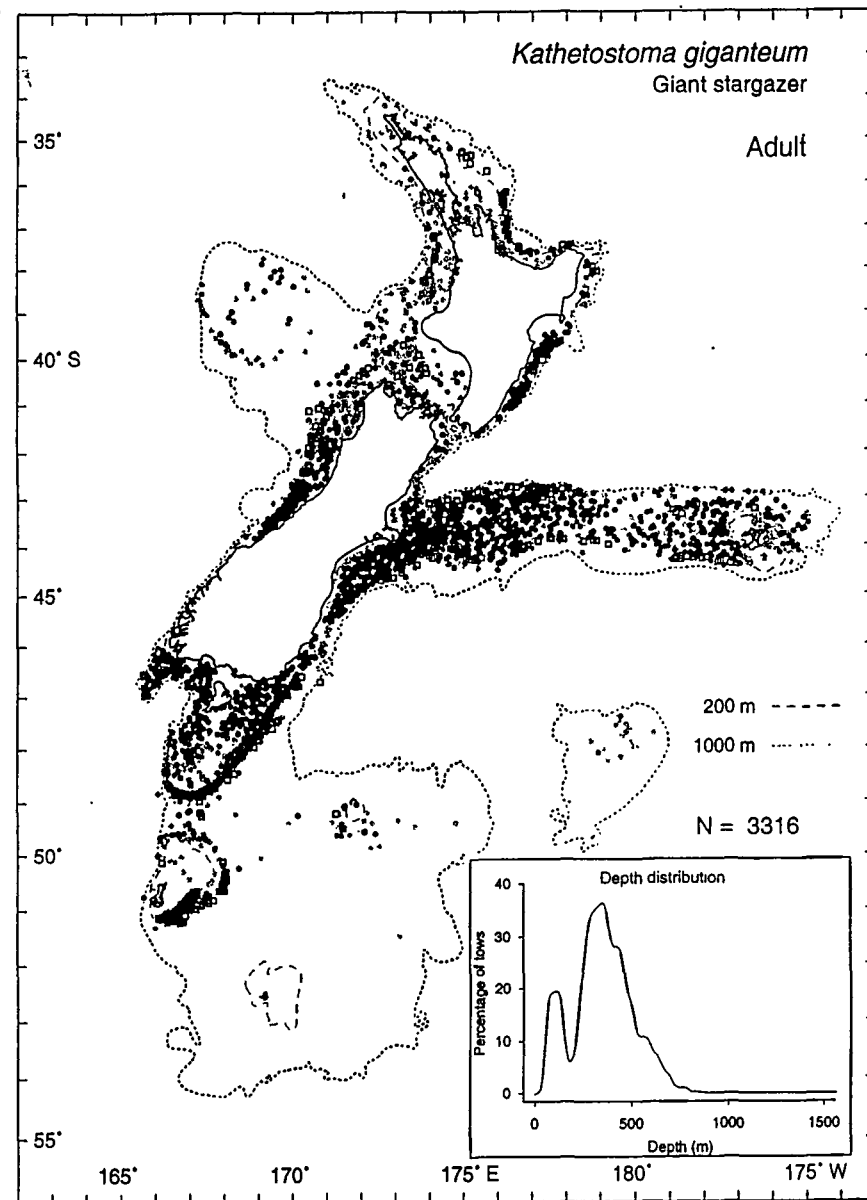 Kathetostoma giganteum
Giant stargazer
Adult
35°
40° S
45°
200 m
1000 m
N = 3316
50°
55°
165°
170°
175° E
180°
175° W
Depth distribution
Percentage of tows
40
30
20
10
0
0
500
1000
1500
Depth (m)